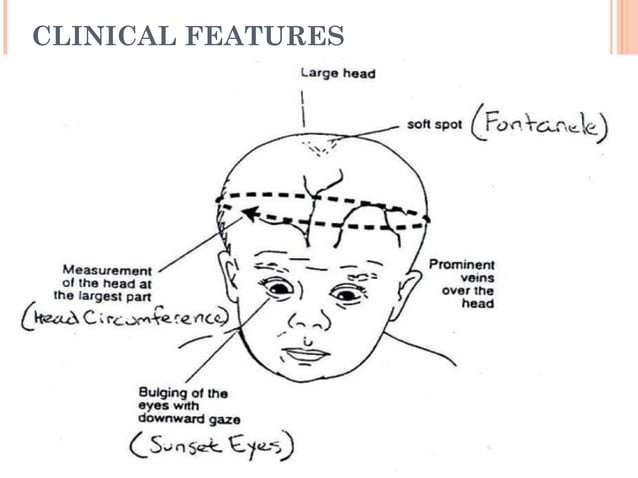 CLINICAL FEATURES
Large head
soft spot (Fontanele)
Measurement
of the head at
the largest part
(Head Circumference)
Prominent
veins
over the
head
Bulging of the
eyes with
downward gaze
(Sunset Eyes)